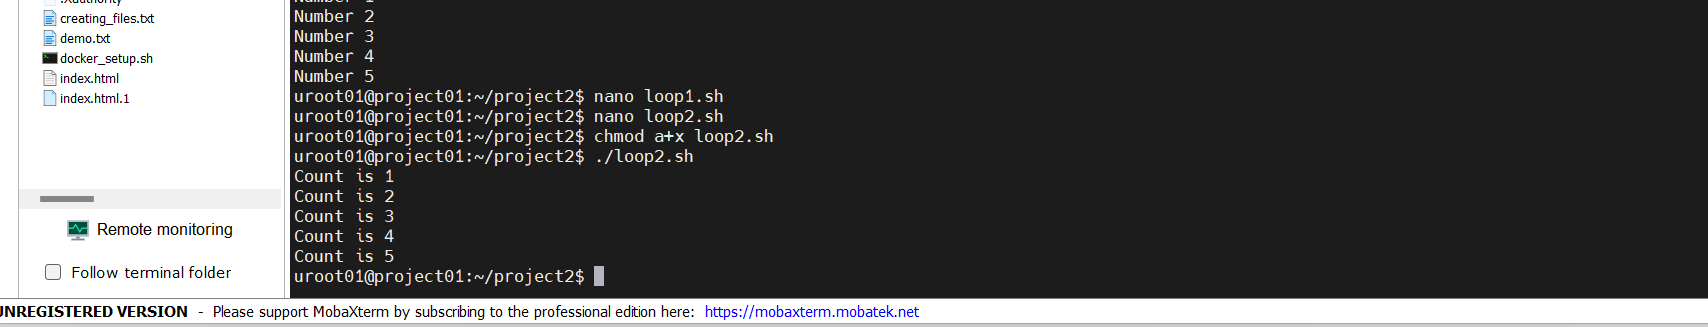 .Xauthority
creating_files.txt
demo.txt
docker_setup.sh
index.html
index.html.1
Remote monitoring
Follow terminal folder
Number 1
Number 2
Number 3
Number 4
Number 5
uroot01@project01:~/project2$ nano loop1.sh
uroot01@project01:~/project2$ nano loop2.sh
uroot01@project01:~/project2$ chmod a+x loop2.sh
uroot01@project01:~/project2$ ./loop2.sh
Count is 1
Count is 2
Count is 3
Count is 4
Count is 5
uroot01@project01:~/project2$
UNREGISTERED VERSION - Please support MobaXterm by subscribing to the professional edition here: https://mobaxterm.mobatek.net